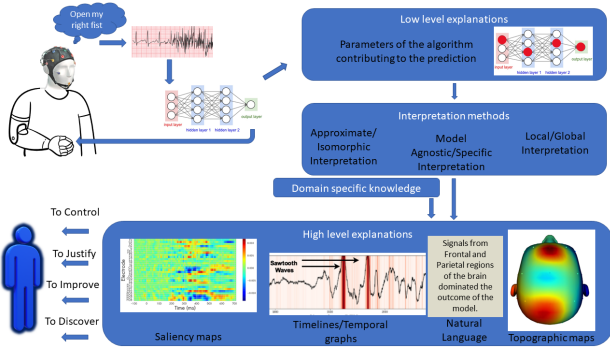 Open my
right fist
Low level explanations
Parameters of the algorithm
contributing to the prediction
input layer
hidden layer 1
hidden layer 2
output layer
input layer
hidden layer 1
hidden layer 2
output layer
Interpretation methods
Approximate/
Isomorphic
Interpretation
Model
Agnostic/Specific
Interpretation
Local/Global
Interpretation
Domain specific knowledge
To Control
To Justify
To Improve
To Discover
High level explanations
Electrode
Time (ms)
Saliency maps
Sawtooth
Waves
Timelines/Temporal
graphs
Signals from
Frontal and
Parietal regions
of the brain
dominated the
outcome of the
model.
Natural
Language
Topographic maps